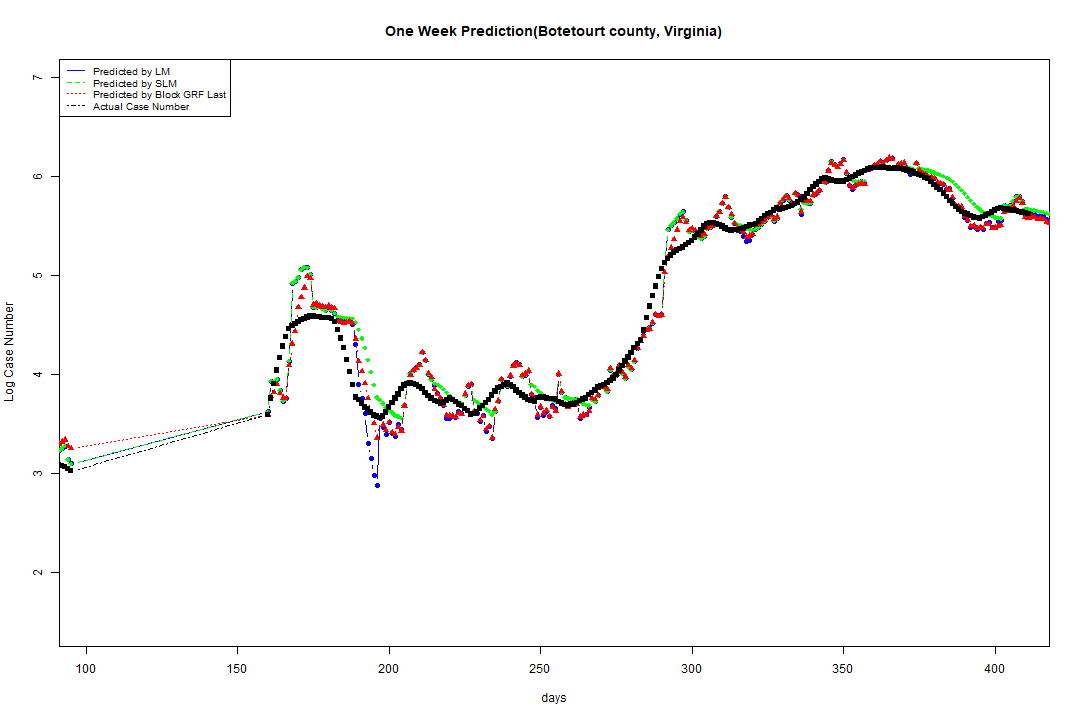 One Week Prediction(Botetourt county, Virginia)
Predicted by LM
Predicted by SLM
Predicted by Block GRF Last
Actual Case Number
7
6
5
4
3
2
Log Case Number
100 150 200 250 300 350 400
days